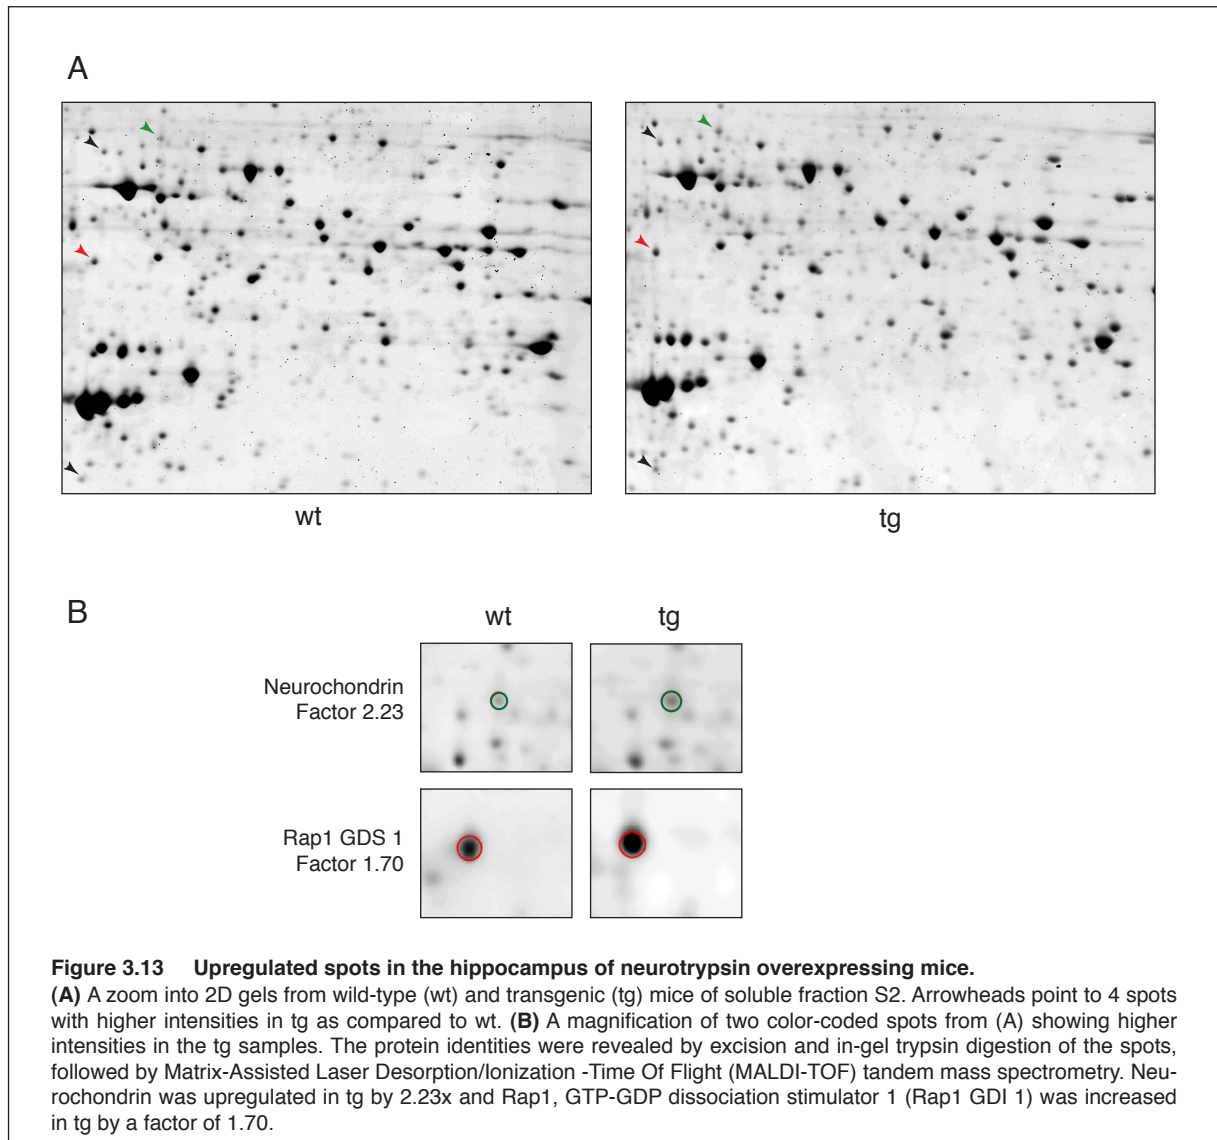 A
wt
tg
B
wt
tg
Neurochondrin
Factor 2.23
Rap1 GDS 1
Factor 1.70
Figure 3.13 Upregulated spots in the hippocampus of neurotrypsin overexpressing mice.
(A) A zoom into 2D gels from wild-type (wt) and transgenic (tg) mice of soluble fraction S2. Arrowheads point to 4 spots
with higher intensities in tg as compared to wt. (B) A magnification of two color-coded spots from (A) showing higher
intensities in the tg samples. The protein identities were revealed by excision and in-gel trypsin digestion of the spots,
followed by Matrix-Assisted Laser Desorption/Ionization -Time Of Flight (MALDI-TOF) tandem mass spectrometry. Neu-
rochondrin was upregulated in tg by 2.23x and Rap1, GTP-GDP dissociation stimulator 1 (Rap1 GDI 1) was increased
in tg by a factor of 1.70.